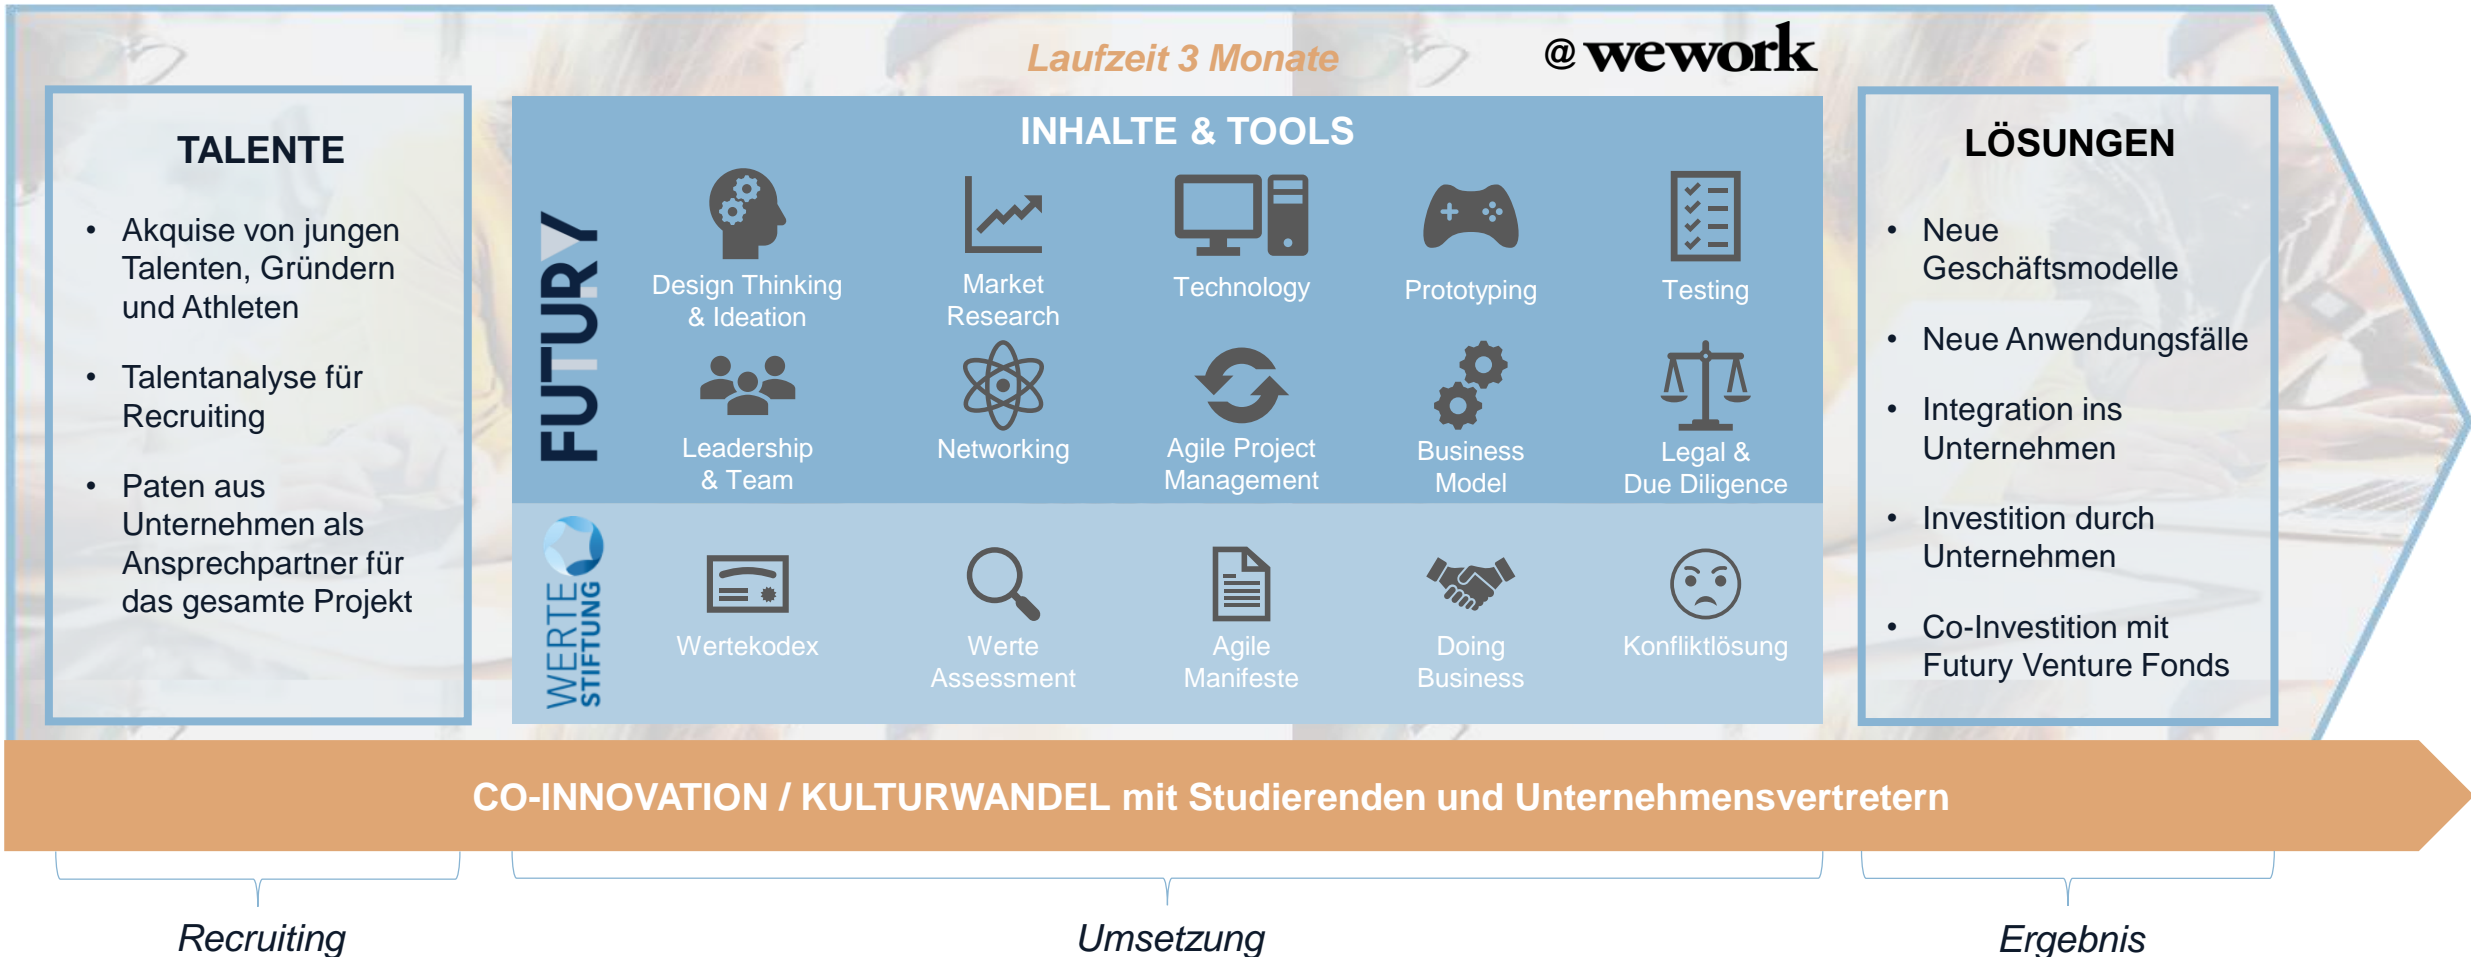 Laufzeit 3 Monate
@ wework
TALENTE
• Akquise von jungen
Talenten, Gründern
und Athleten
• Talentanalyse für
Recruiting
• Paten aus
Unternehmen als
Ansprechpartner für
das gesamte Projekt
INHALTE & TOOLS
FUTURY
Design Thinking
& Ideation
Market
Research
Technology
Prototyping
Testing
Leadership
& Team
Networking
Agile Project
Management
Business
Model
Legal &
Due Diligence
WERTE
STIFTUNG
Wertekodex
Werte
Assessment
Agile
Manifeste
Doing
Business
Konfliktlösung
LÖSUNGEN
• Neue
Geschäftsmodelle
• Neue Anwendungsfälle
• Integration ins
Unternehmen
• Investition durch
Unternehmen
• Co-Investition mit
Futury Venture Fonds
CO-INNOVATION / KULTURWANDEL mit Studierenden und Unternehmensvertretern
Recruiting
Umsetzung
Ergebnis